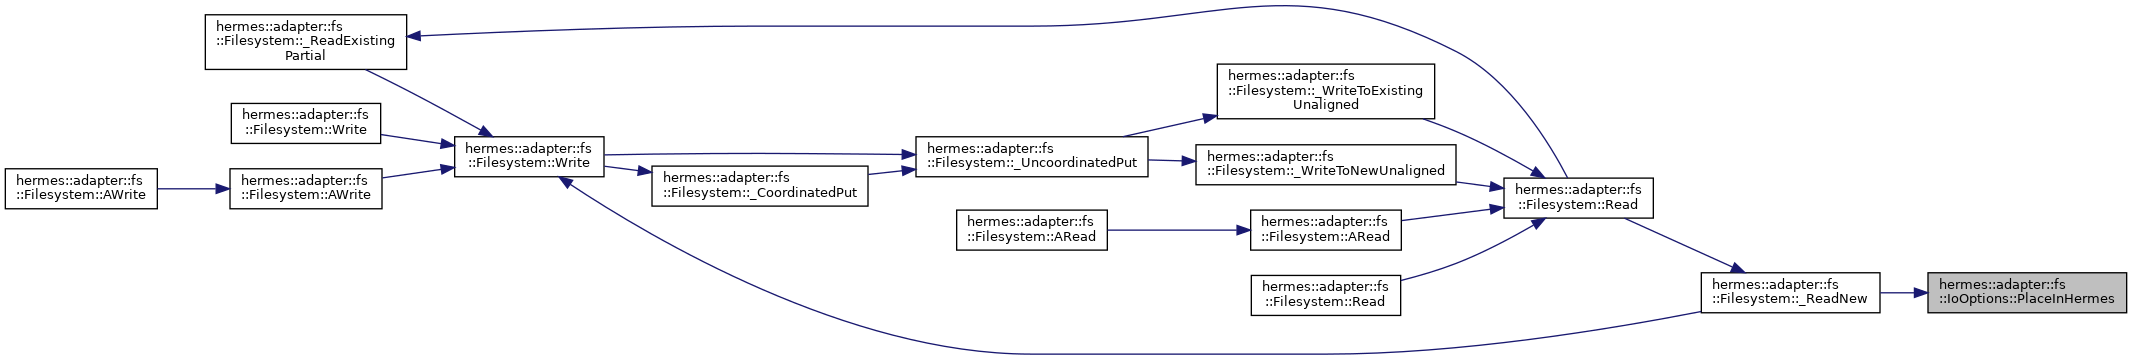 hermes::adapter::fs
::Filesystem::_ReadExisting
Partial
hermes::adapter::fs
::Filesystem::Write
hermes::adapter::fs
::Filesystem::AWrite
hermes::adapter::fs
::Filesystem::AWrite
hermes::adapter::fs
::Filesystem::Write
hermes::adapter::fs
::Filesystem::_CoordinatedPut
hermes::adapter::fs
::Filesystem::_UncoordinatedPut
hermes::adapter::fs
::Filesystem::ARead
hermes::adapter::fs
::Filesystem::_WriteToExisting
Unaligned
hermes::adapter::fs
::Filesystem::_WriteToNewUnaligned
hermes::adapter::fs
::Filesystem::ARead
hermes::adapter::fs
::Filesystem::Read
hermes::adapter::fs
::Filesystem::Read
hermes::adapter::fs
::Filesystem::_ReadNew
hermes::adapter::fs
::IoOptions::PlaceInHermes